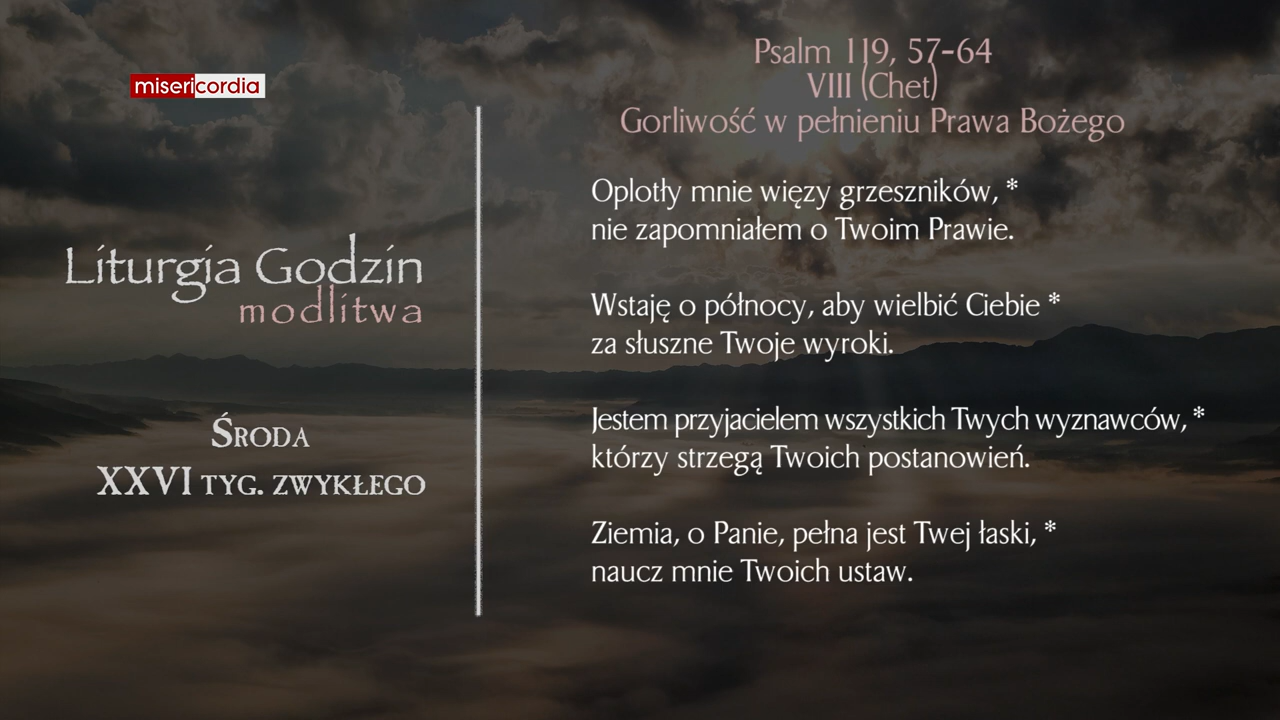 misericordia
Liturgia Godzin
modlitwa
Środa
XXVI tyg. zwykłego
Psalm 119, 57-64
VIII (Chet)
Gorliwość w pełnieniu Prawa Bożego
Oplotły mnie więzy grzeszników, *
nie zapomniałem o Twoim Prawie.
Wstaję o północy, aby wielbić Ciebie *
za słuszne Twoje wyroki.
Jestem przyjacielem wszystkich Twych wyznawców, *
którzy strzegą Twoich postanowień.
Ziemia, o Panie, pełna jest Twej łaski, *
naucz mnie Twoich ustaw.